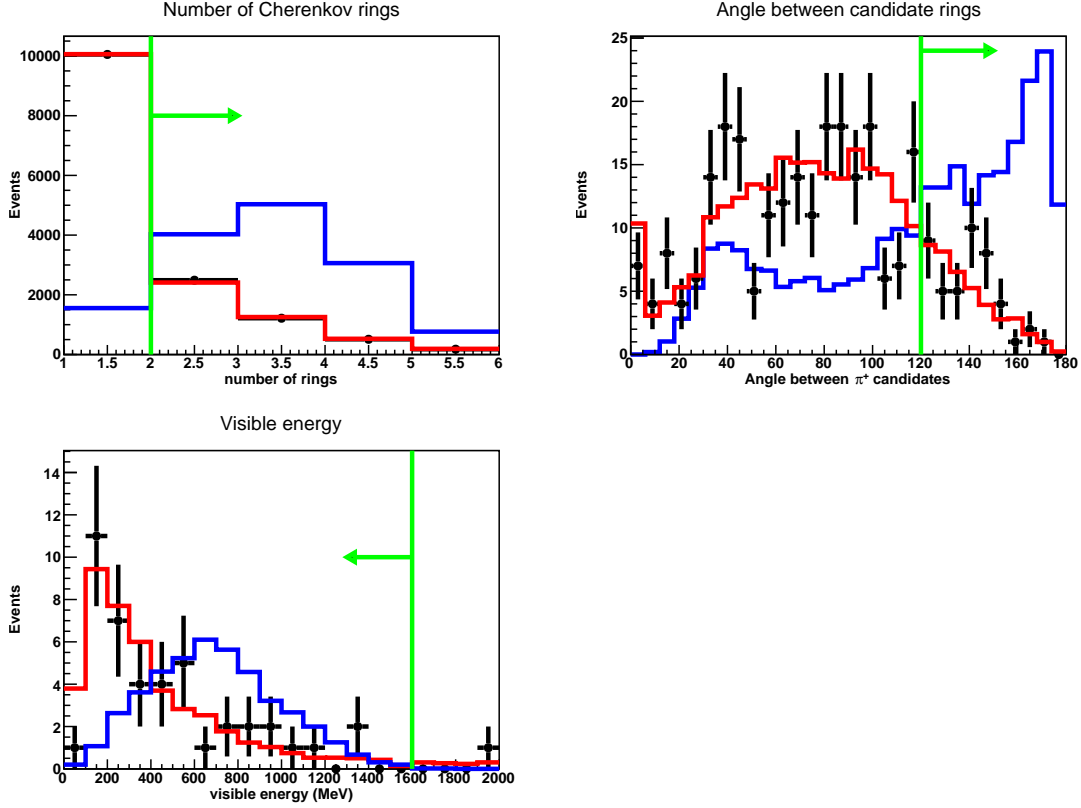 Number of Cherenkov rings
Events
10000
8000
6000
4000
2000
0
1 1.5 2 2.5 3 3.5 4 4.5 5 5.5 6
number of rings
Angle between candidate rings
Events
25
20
15
10
5
0
0 20 40 60 80 100 120 140 160 180
Angle between π⁺ candidates
Visible energy
Events
14
12
10
8
6
4
2
0
0 200 400 600 800 1000 1200 1400 1600 1800 2000
visible energy (MeV)